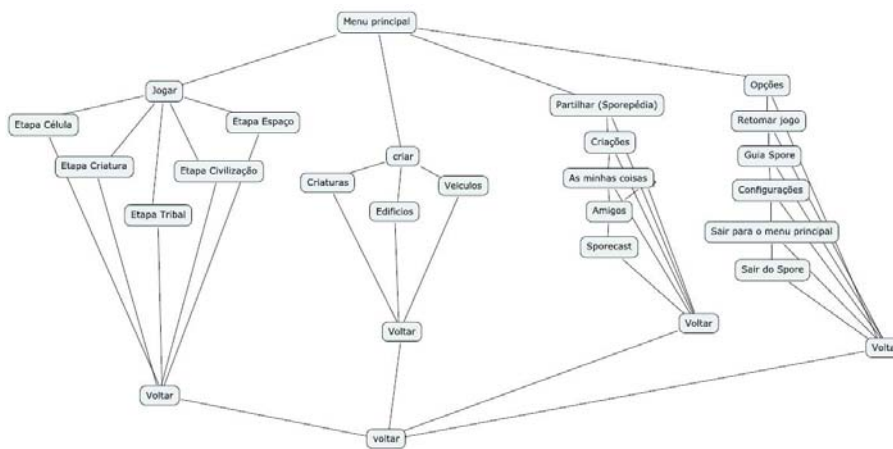 Menu principal
Jogar
Etapa Célula
Etapa Espaço
Etapa Criatura
Etapa Civilização
Etapa Tribal
Voltar
criar
Criaturas
Veículos
Edifícios
Voltar
Partilhar (Sporepédia)
Criações
As minhas coisas
Amigos
Sporecast
Voltar
Opções
Retomar jogo
Guia Spore
Configurações
Sair para o menu principal
Sair do Spore
Volta
voltar